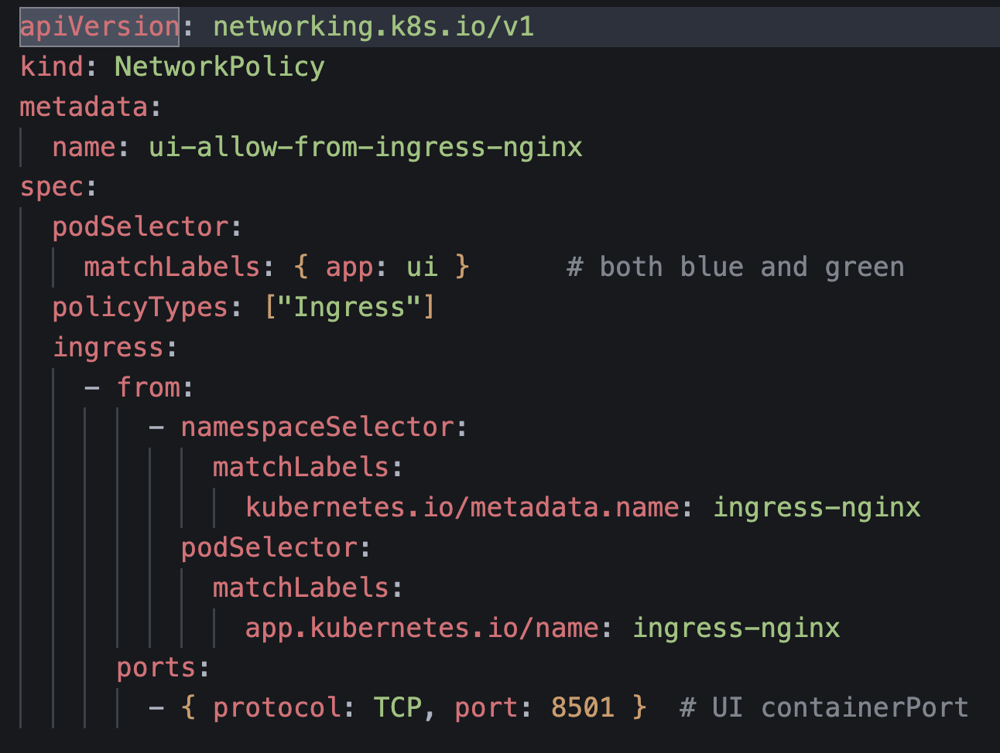 apiVersion: networking.k8s.io/v1
kind: NetworkPolicy
metadata:
  name: ui-allow-from-ingress-nginx
spec:
  podSelector:
    matchLabels: { app: ui }      # both blue and green
  policyTypes: ["Ingress"]
  ingress:
    - from:
        - namespaceSelector:
            matchLabels:
              kubernetes.io/metadata.name: ingress-nginx
          podSelector:
            matchLabels:
              app.kubernetes.io/name: ingress-nginx
      ports:
        - { protocol: TCP, port: 8501 }  # UI containerPort